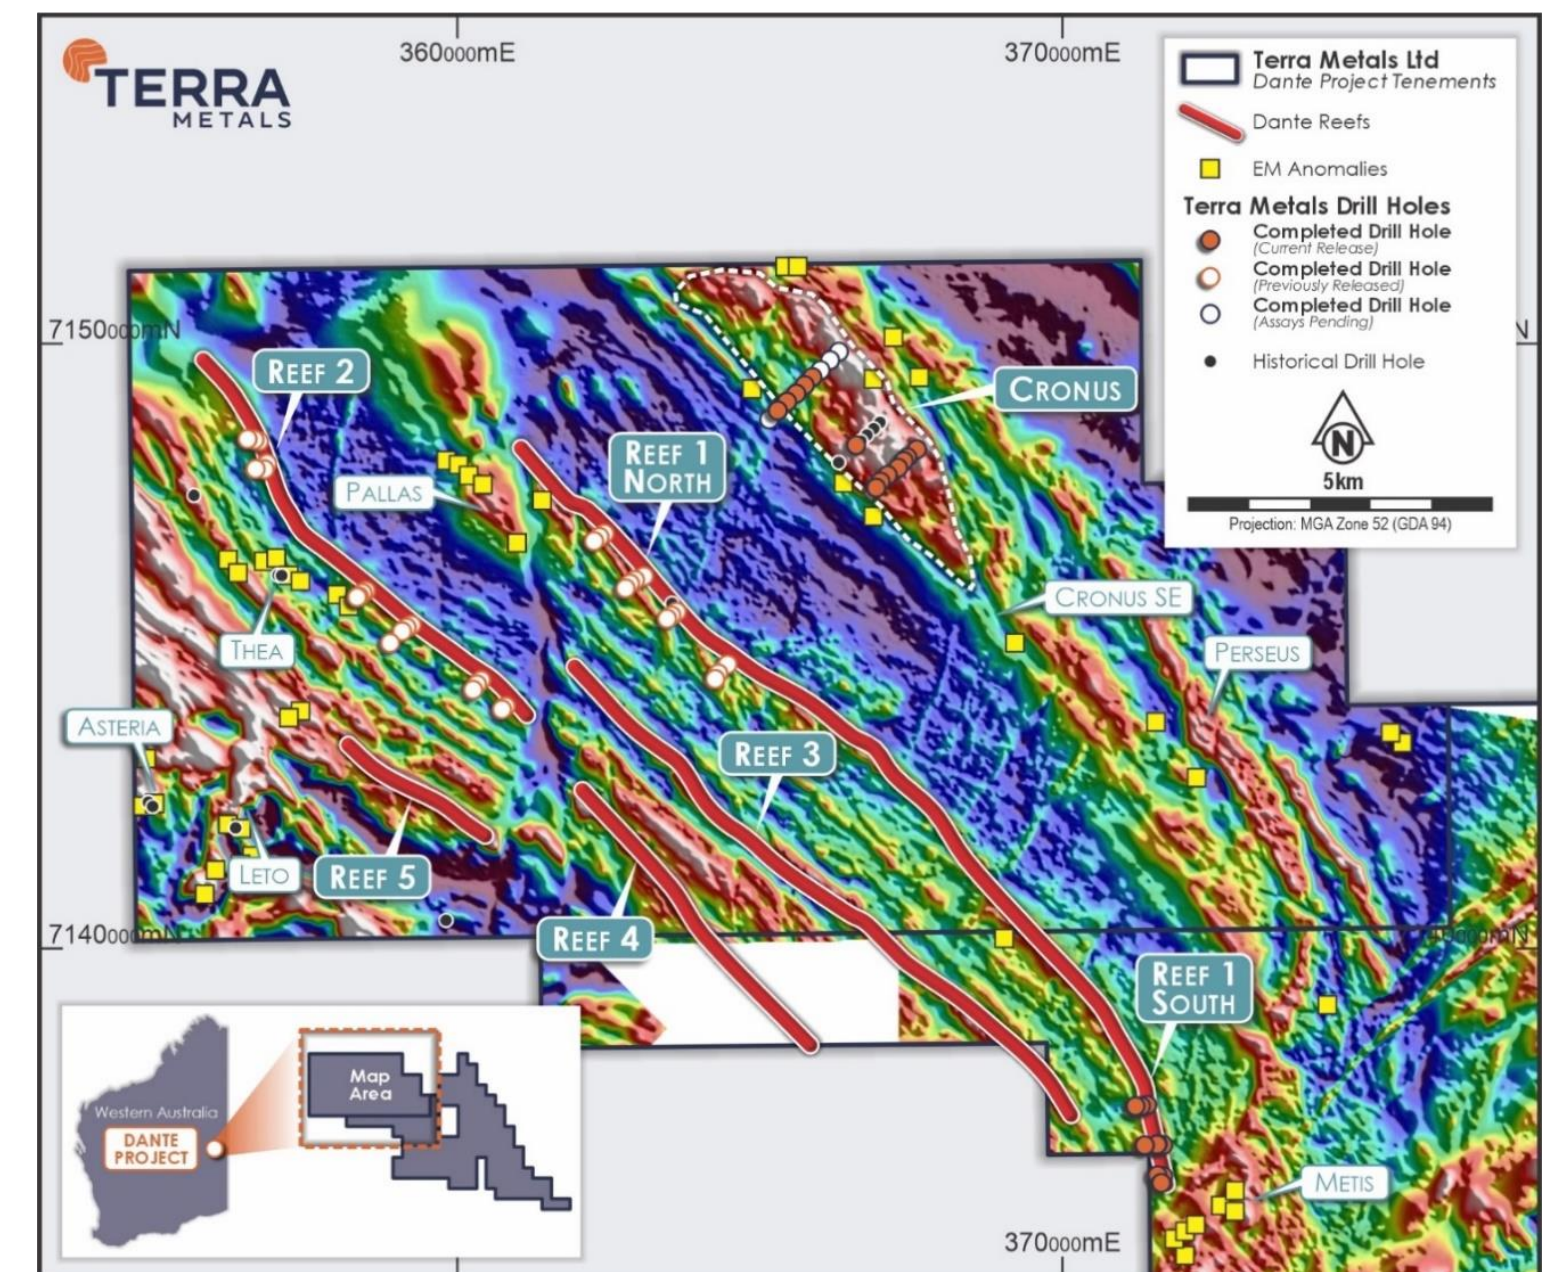 TERRA
METALS
360000mE
370000mE
Terra Metals Ltd
Dante Project Tenements
Dante Reefs
EM Anomalies
Terra Metals Drill Holes
Completed Drill Hole
(Current Release)
Completed Drill Hole
(Previously Released)
Completed Drill Hole
(Assays Pending)
Historical Drill Hole
N
5km
Projection: MGA Zone 52 (GDA 94)
7150000mN
N
REEF 2
CRONUS
REEF 1
NORTH
PALLAS
CRONUS SE
THEA
PERSEUS
ASTERIA
REEF 3
LETO
REEF 5
7140000mN
REEF 4
REEF 1
SOUTH
Map
Area
Western Australia
DANTE
PROJECT
METIS
370000mE